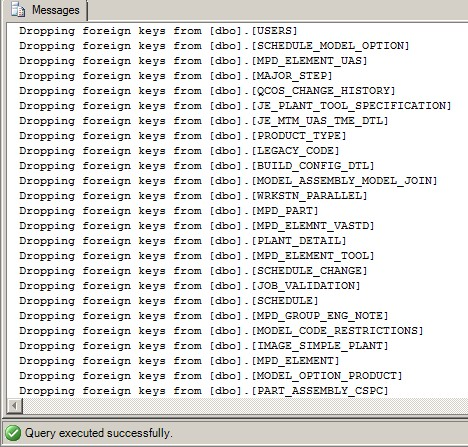 Messages
Dropping foreign keys from [dbo].[USERS]
Dropping foreign keys from [dbo].[SCHEDULE_MODEL_OPTION]
Dropping foreign keys from [dbo].[MPD_ELEMENT_UAS]
Dropping foreign keys from [dbo].[MAJOR_STEP]
Dropping foreign keys from [dbo].[QCOS_CHANGE_HISTORY]
Dropping foreign keys from [dbo].[JE_PLANT_TOOL_SPECIFICATION]
Dropping foreign keys from [dbo].[JE_MTM_UAS_TME_DTL]
Dropping foreign keys from [dbo].[PRODUCT_TYPE]
Dropping foreign keys from [dbo].[LEGACY_CODE]
Dropping foreign keys from [dbo].[BUILD_CONFIG_DTL]
Dropping foreign keys from [dbo].[MODEL_ASSEMBLY_MODEL_JOIN]
Dropping foreign keys from [dbo].[WRKSTN_PARALLEL]
Dropping foreign keys from [dbo].[MPD_PART]
Dropping foreign keys from [dbo].[MPD_ELEMNT_VASTD]
Dropping foreign keys from [dbo].[PLANT_DETAIL]
Dropping foreign keys from [dbo].[MPD_ELEMENT_TOOL]
Dropping foreign keys from [dbo].[SCHEDULE_CHANGE]
Dropping foreign keys from [dbo].[JOB_VALIDATION]
Dropping foreign keys from [dbo].[SCHEDULE]
Dropping foreign keys from [dbo].[MPD_GROUP_ENG_NOTE]
Dropping foreign keys from [dbo].[MODEL_CODE_RESTRICTIONS]
Dropping foreign keys from [dbo].[IMAGE_SIMPLE_PLANT]
Dropping foreign keys from [dbo].[MPD_ELEMENT]
Dropping foreign keys from [dbo].[MODEL_OPTION_PRODUCT]
Dropping foreign keys from [dbo].[PART_ASSEMBLY_CSPC]
Query executed successfully.